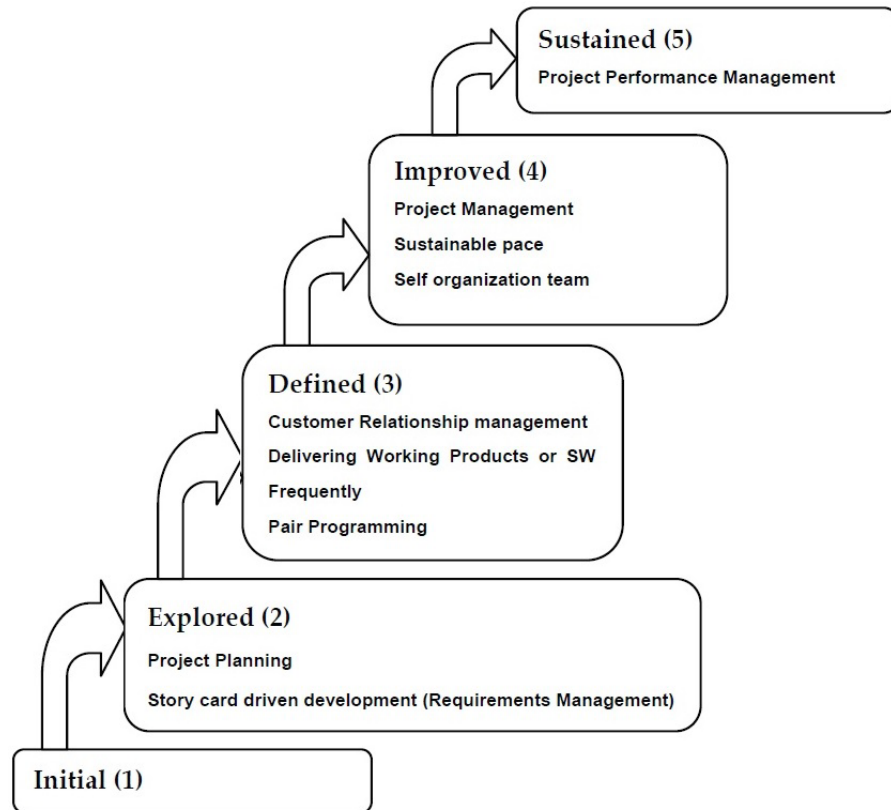 Sustained (5)
Project Performance Management
Improved (4)
Project Management
Sustainable pace
Self organization team
Defined (3)
Customer Relationship management
Delivering Working Products or SW
Frequently
Pair Programming
Explored (2)
Project Planning
Story card driven development (Requirements Management)
Initial (1)